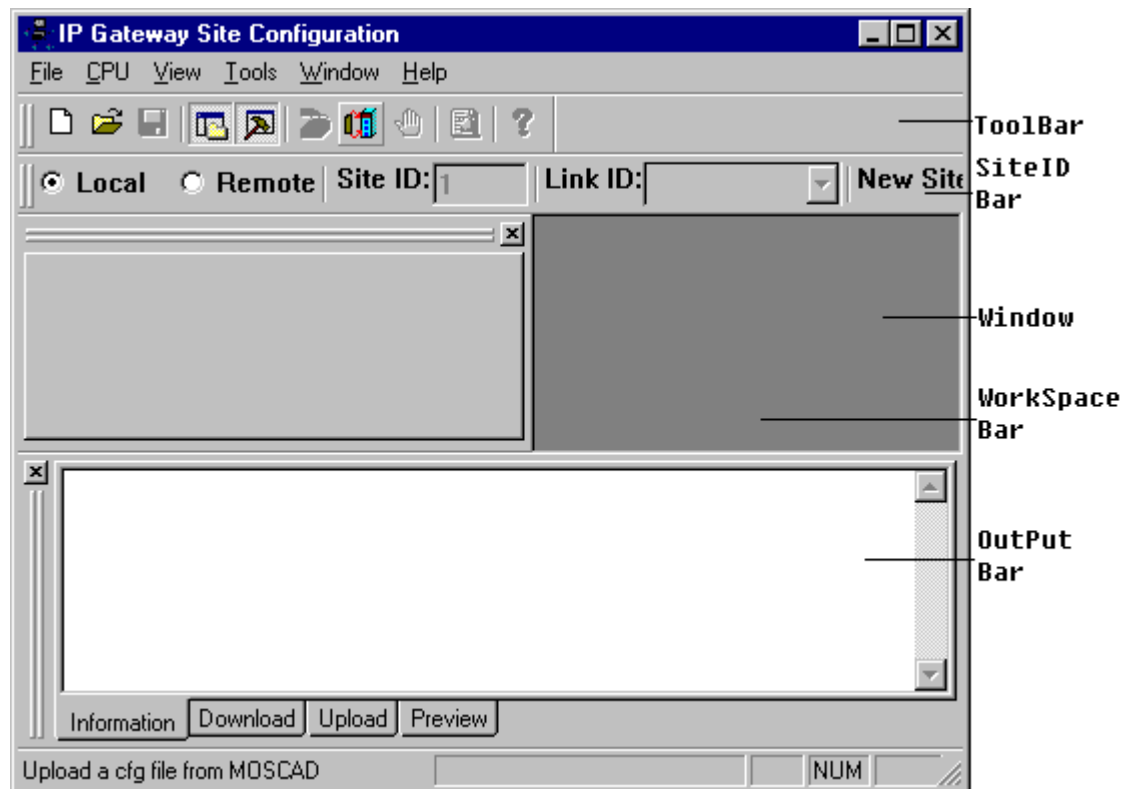 IP Gateway Site Configuration
File CPU View Tools Window Help
ToolBar
Local Remote Site ID: 1 Link ID: New Site
SiteID
Bar
Window
WorkSpace
Bar
OutPut
Bar
Information Download Upload Preview
Upload a cfg file from MOSCAD NUM